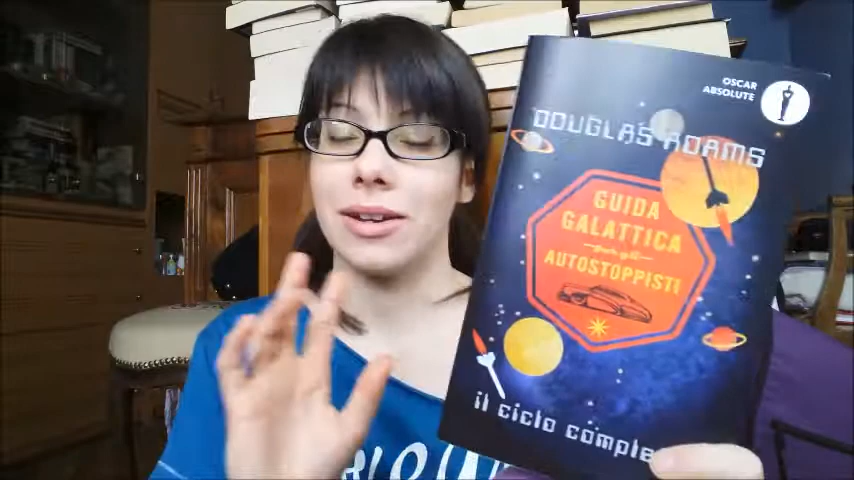 OSCAR
ABSOLUTE
DOUGLAS ADAMS
GUIDA
GALATTICA
per gli
AUTOSTOPPISTI
il ciclo comple